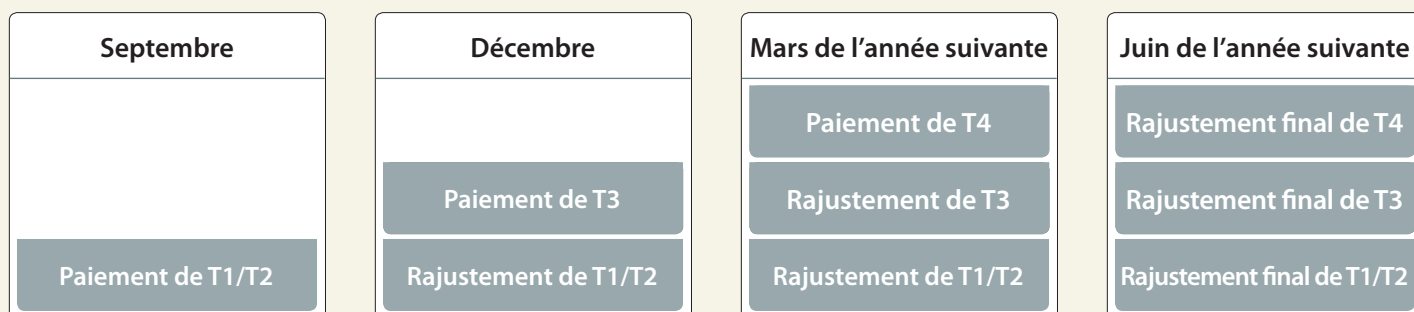 Septembre
Paiement de T1/T2
Décembre
Paiement de T3
Rajustement de T1/T2
Mars de l’année suivante
Paiement de T4
Rajustement de T3
Rajustement de T1/T2
Juin de l’année suivante
Rajustement final de T4
Rajustement final de T3
Rajustement final de T1/T2